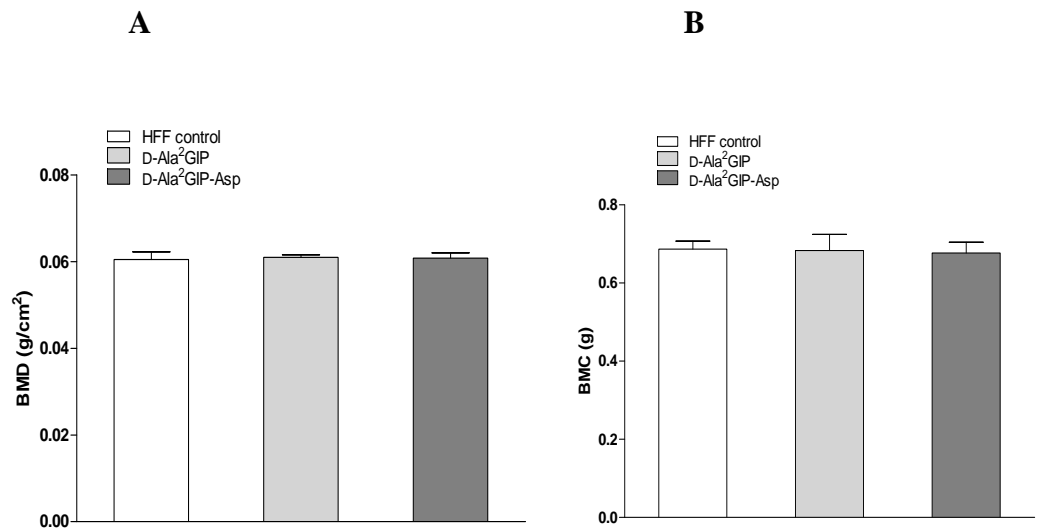 A
B
HFF control
D-Ala²GIP
D-Ala²GIP-Asp
0.08
0.06
0.04
0.02
0.00
BMD (g/cm²)
HFF control
D-Ala²GIP
D-Ala²GIP-Asp
0.8
0.6
0.4
0.2
0.0
BMC (g)